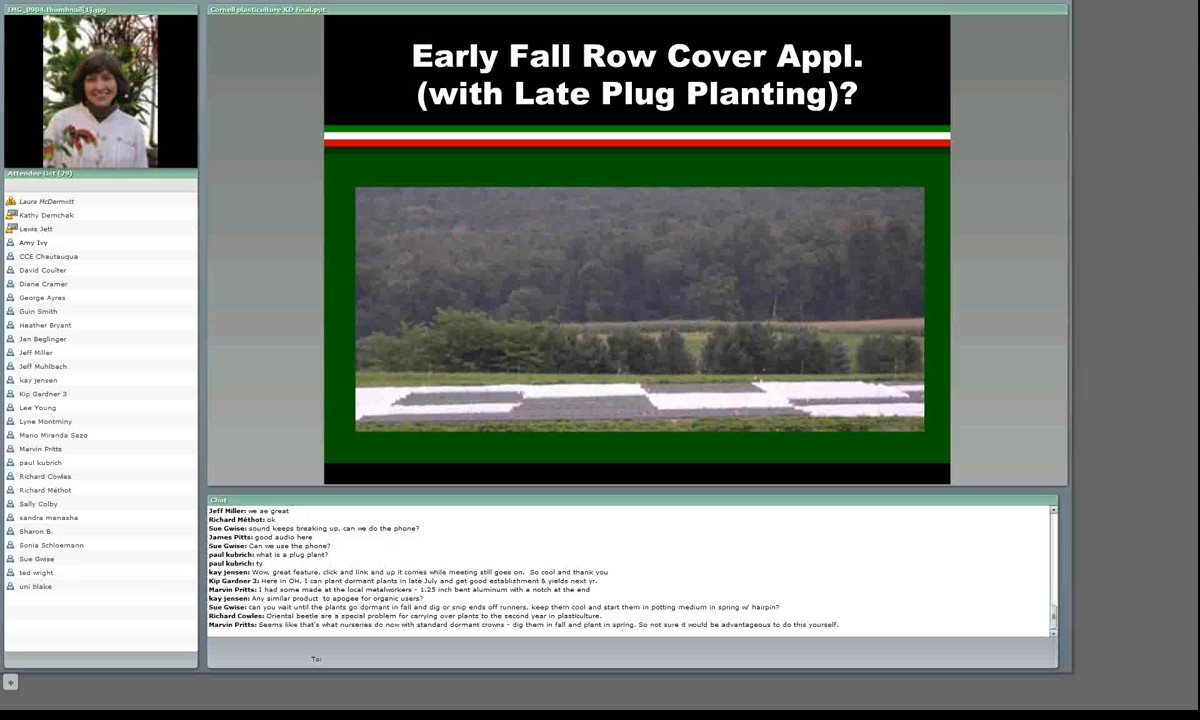 IMG_0904.thumbnail[1].jpg
Cornell plasticulture KD final.ppt
Early Fall Row Cover Appl.
(with Late Plug Planting)?
Attendee List (29)
Laura McDermott
Kathy Demchak
Lewis Jett
Amy Ivy
CCE Chautauqua
David Coulter
Diane Cramer
George Ayres
Guin Smith
Heather Bryant
Jan Beglinger
Jeff Miller
Jeff Muhlbach
kay jensen
Kip Gardner 3
Lee Young
Lyne Montminy
Mario Miranda Sazo
Marvin Pritts
paul kubrich
Richard Cowles
Richard Méthot
Sally Colby
sandra menasha
Sharon B.
Sonia Schloemann
Sue Gwise
ted wright
uni blake
Chat
Jeff Miller: we ae great
Richard Méthot: ok
Sue Gwise: sound keeps breaking up, can we do the phone?
James Pitts: good audio here
Sue Gwise: Can we use the phone?
paul kubrich: what is a plug plant?
paul kubrich: ty
kay jensen: Wow, great feature, click and link and up it comes while meeting still goes on.  So cool and thank you
Kip Gardner 3: Here in OH, I can plant dormant plants in late July and get good establishment & yields next yr.
Marvin Pritts: I had some made at the local metalworkers - 1.25 inch bent aluminum with a notch at the end
kay jensen: Any similar product  to apogee for organic users?
Sue Gwise: can you wait until the plants go dormant in fall and dig or snip ends off runners, keep them cool and start them in potting medium in spring w/ hairpin?
Richard Cowles: Oriental beetle are a special problem for carrying over plants to the second year in plasticulture.
Marvin Pritts: Seems like that's what nurseries do now with standard dormant crowns - dig them in fall and plant in spring. So not sure it would be advantageous to do this yourself.
To: